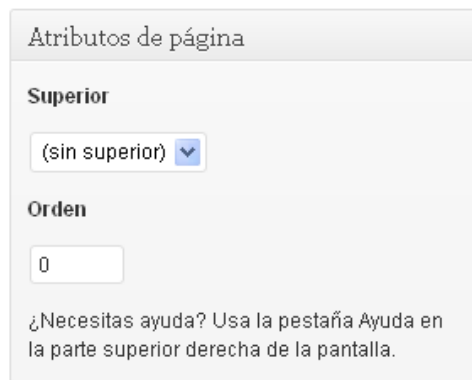 Atributos de página
Superior
(sin superior)
Orden
0
¿Necesitas ayuda? Usa la pestaña Ayuda en
la parte superior derecha de la pantalla.